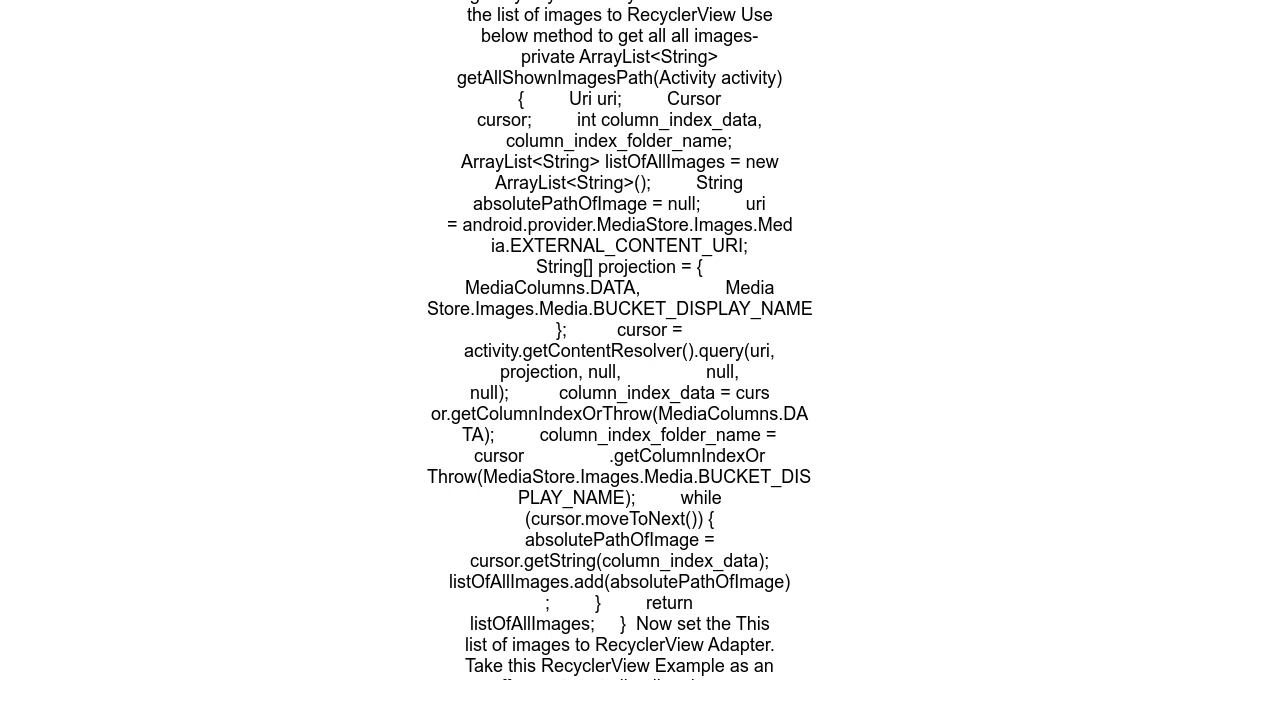 the list of images to RecyclerView Use
below method to get all all images-
private ArrayList<String>
getAllShownImagesPath(Activity activity)
{ Uri uri; Cursor
cursor; int column_index_data,
column_index_folder_name;
ArrayList<String> listOfAllImages = new
ArrayList<String>(); String
absolutePathOfImage = null; uri
= android.provider.MediaStore.Images.Med
ia.EXTERNAL_CONTENT_URI;
String[] projection = {
MediaColumns.DATA, Media
Store.Images.Media.BUCKET_DISPLAY_NAME
}; cursor =
activity.getContentResolver().query(uri,
projection, null, null,
null); column_index_data = curs
or.getColumnIndexOrThrow(MediaColumns.DA
TA); column_index_folder_name =
cursor .getColumnIndexOr
Throw(MediaStore.Images.Media.BUCKET_DIS
PLAY_NAME); while
(cursor.moveToNext()) {
absolutePathOfImage =
cursor.getString(column_index_data);
listOfAllImages.add(absolutePathOfImage)
; } return
listOfAllImages; } Now set the This
list of images to RecyclerView Adapter.
Take this RecyclerView Example as an